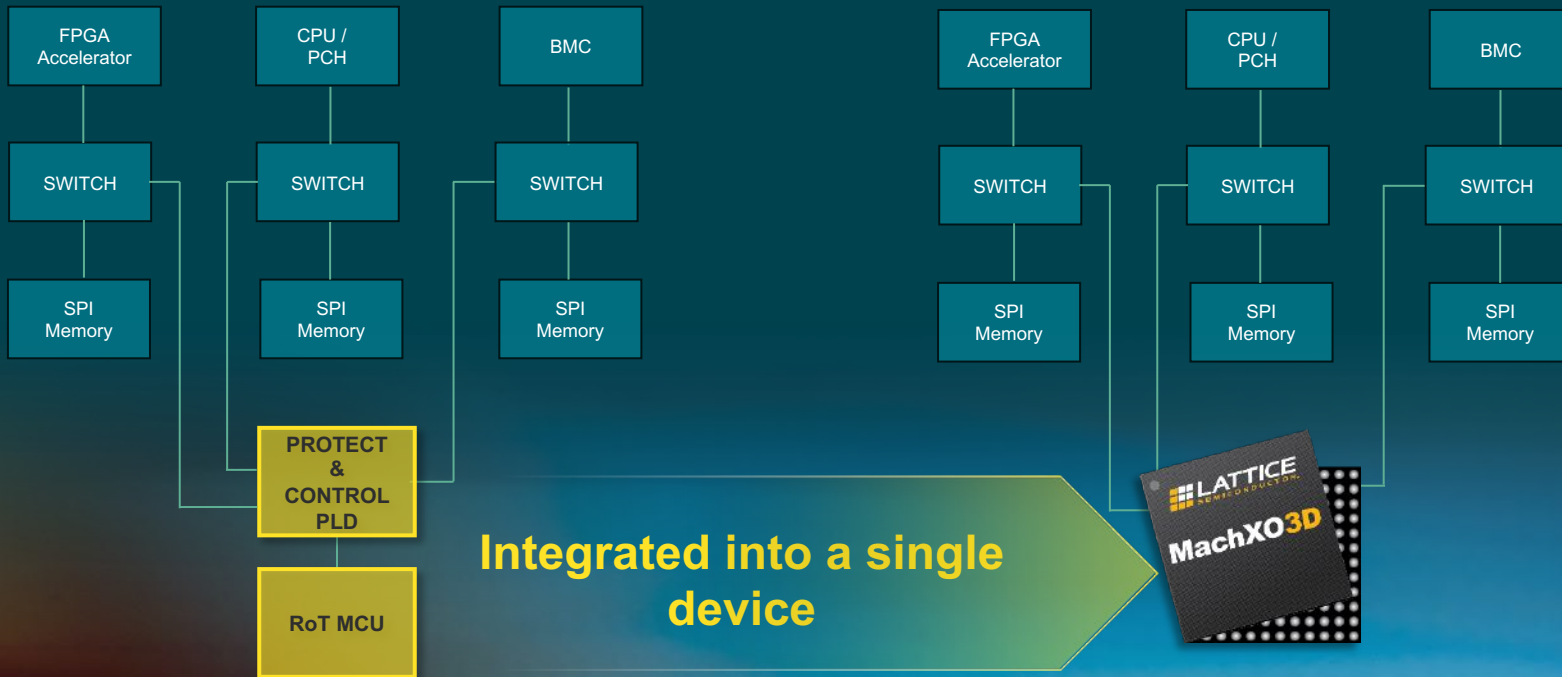 FPGA
Accelerator
CPU /
PCH
BMC
FPGA
Accelerator
CPU /
PCH
BMC
SWITCH
SWITCH
SWITCH
SWITCH
SWITCH
SWITCH
SPI
Memory
SPI
Memory
SPI
Memory
SPI
Memory
SPI
Memory
SPI
Memory
PROTECT
&
CONTROL
PLD
RoT MCU
Integrated into a single
device
LATTICE
SEMICONDUCTOR.
MachXO3D